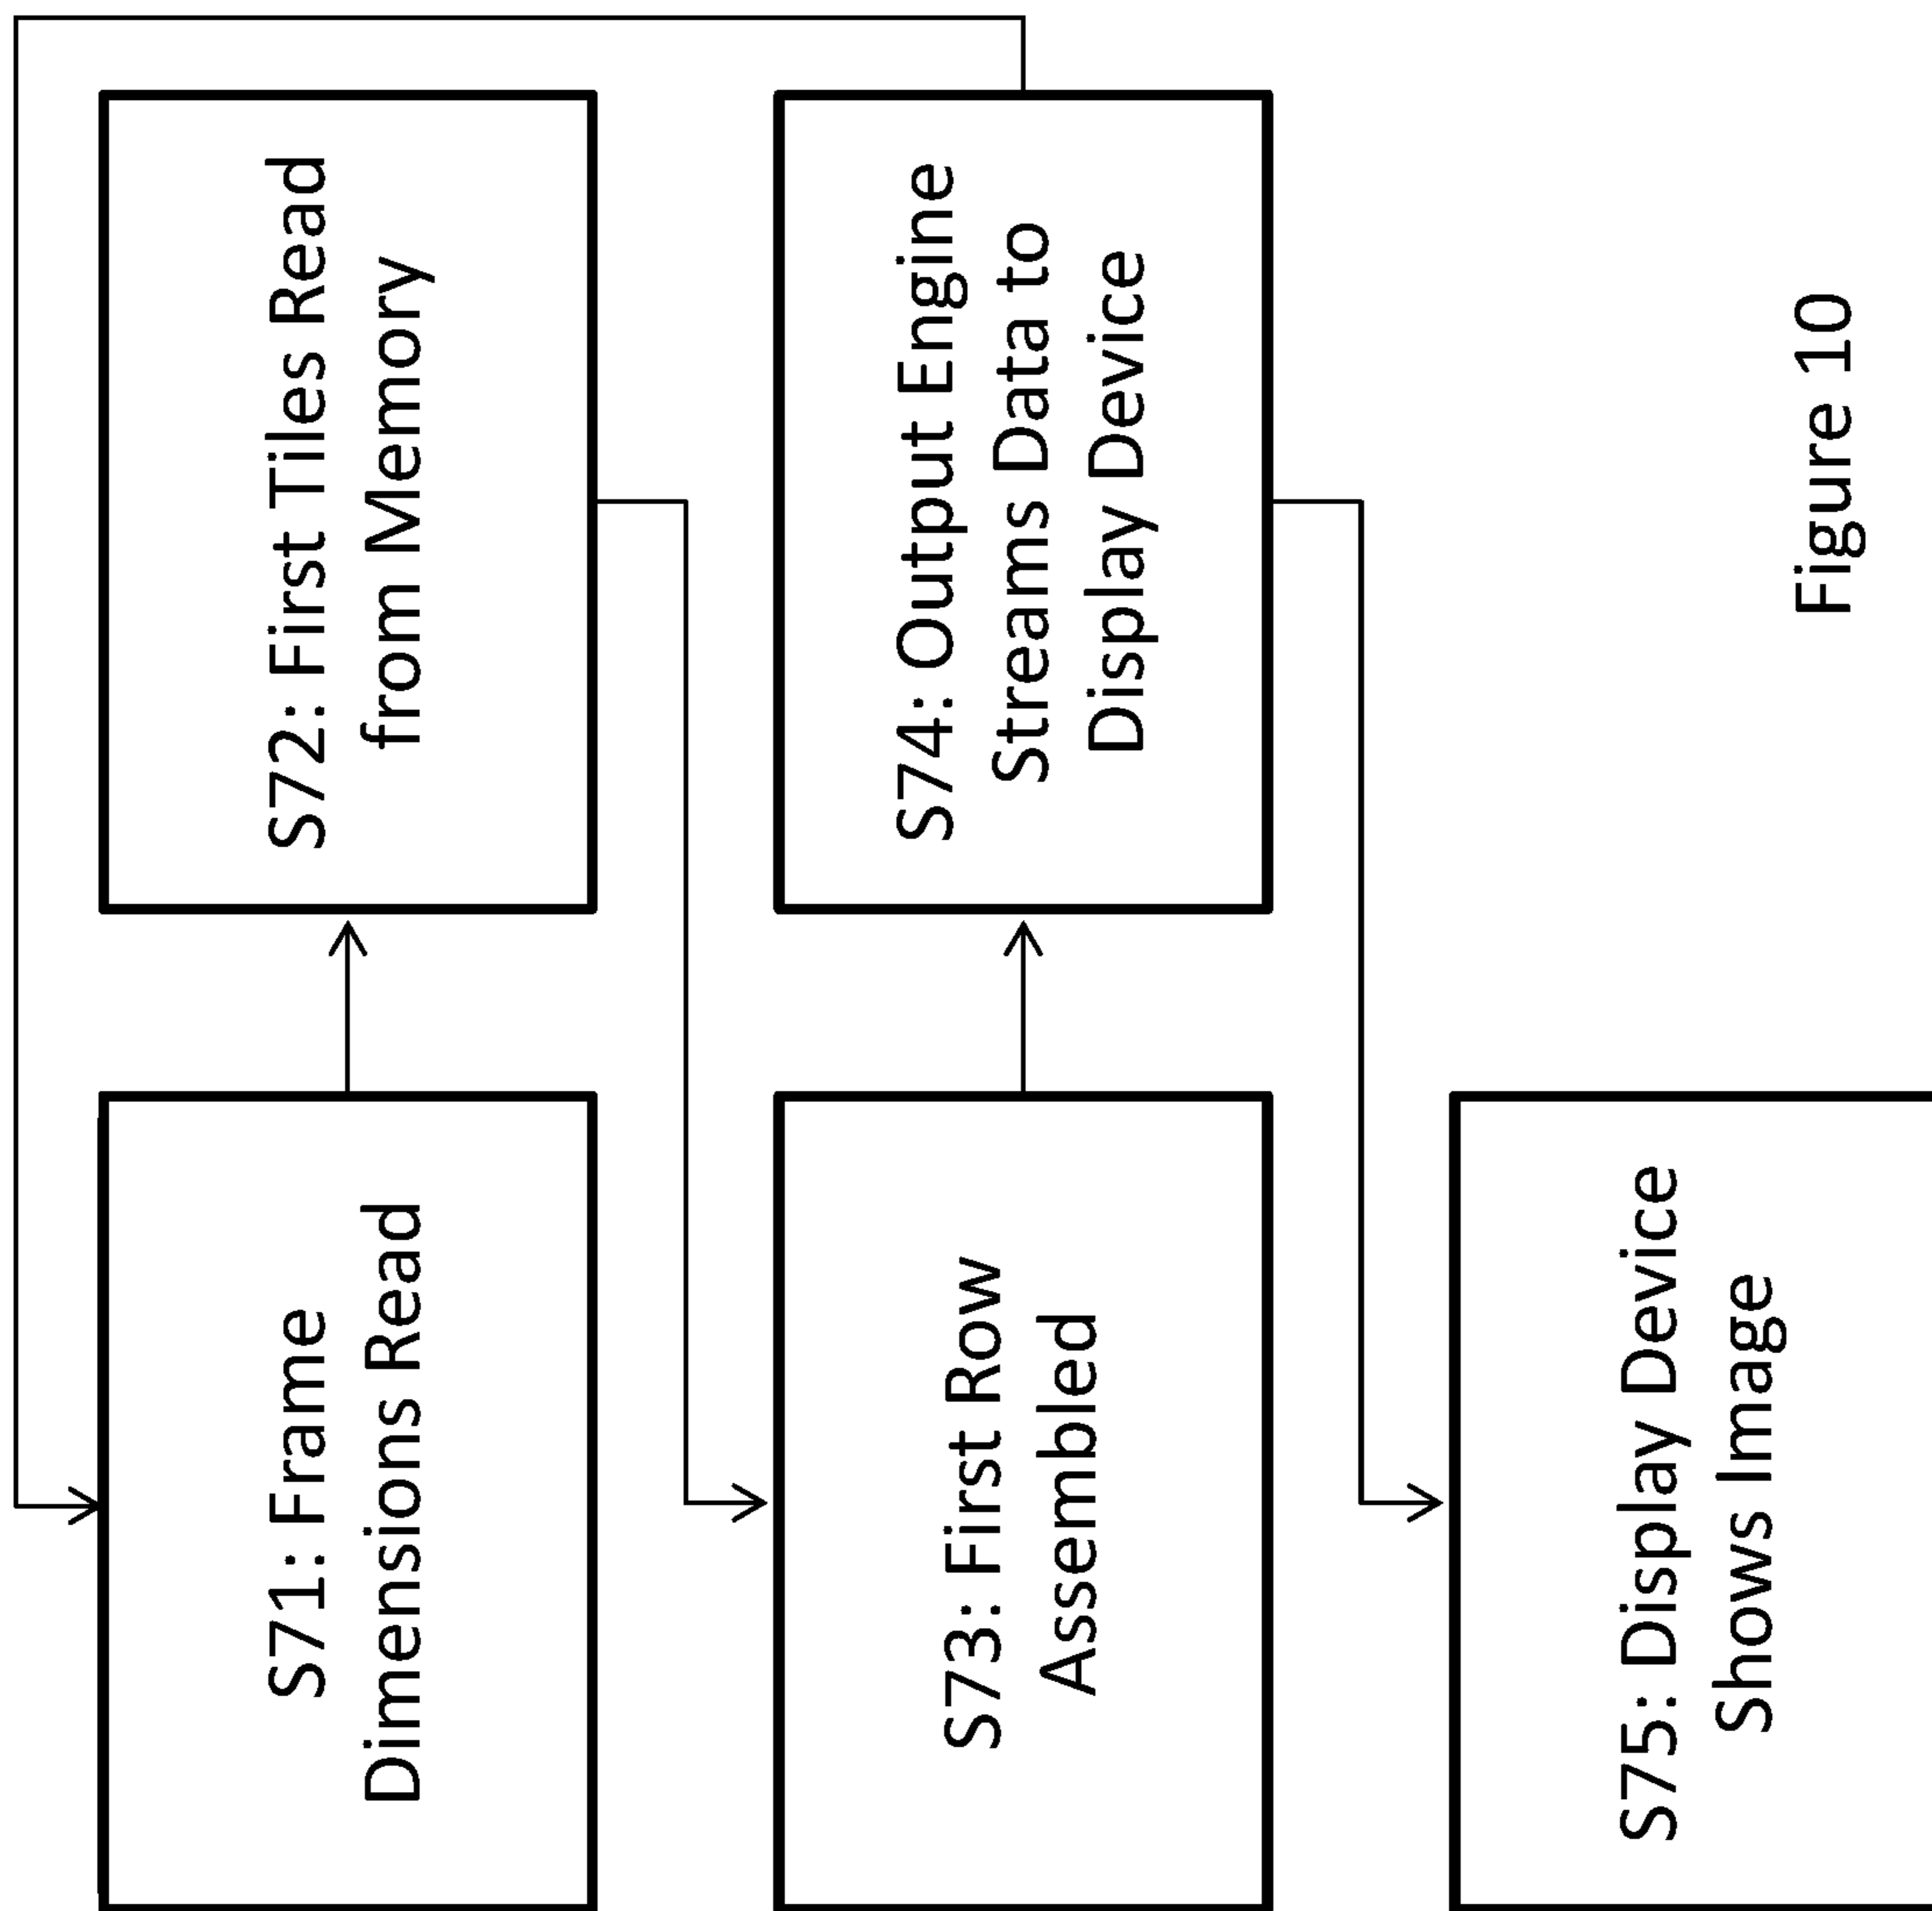 S71: Frame
Dimensions Read
S72: First Tiles Read
from Memory
S73: First Row
Assembled
S74: Output Engine
Streams Data to
Display Device
S75: Display Device
Shows Image
Figure 10